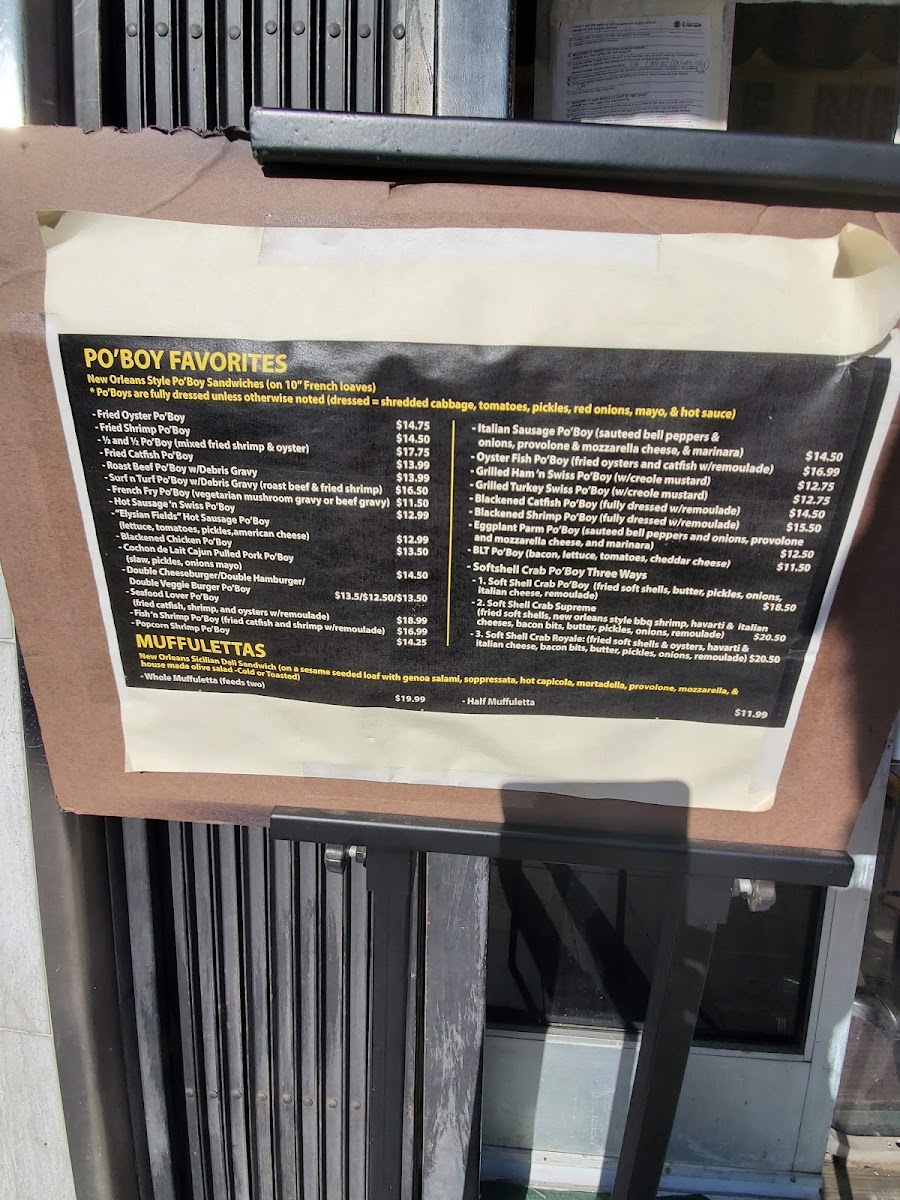 PO'BOY FAVORITES
New Orleans Style Po'Boy Sandwiches (on 10" French loaves)
* Po'Boys are fully dressed unless otherwise noted (dressed = shredded cabbage, tomatoes, pickles, red onions, mayo, & hot sauce)
- Fried Oyster Po'Boy $14.75
- Fried Shrimp Po'Boy $14.50
- ½ and ½ Po'Boy (mixed fried shrimp & oyster) $17.75
- Fried Catfish Po'Boy $13.99
- Roast Beef Po'Boy w/Debris Gravy $13.99
- Surf n Turf Po'Boy w/Debris Gravy (roast beef & fried shrimp) $16.50
- French Fry Po'Boy (vegetarian mushroom gravy or beef gravy) $11.50
- Hot Sausage 'n Swiss Po'Boy $12.99
- "Elysian Fields" Hot Sausage Po'Boy
(lettuce, tomatoes, pickles,american cheese) $12.99
- Blackened Chicken Po'Boy $13.50
- Cochon de Lait Cajun Pulled Pork Po'Boy
(slaw, pickles, onions mayo) $14.50
- Double Cheeseburger/Double Hamburger/
Double Veggie Burger Po'Boy $13.5/$12.50/$13.50
- Seafood Lover Po'Boy
(fried catfish, shrimp, and oysters w/remoulade) $18.99
- Fish'n Shrimp Po'Boy (fried catfish and shrimp w/remoulade) $16.99
- Popcorn Shrimp Po'Boy $14.25
- Italian Sausage Po'Boy (sauteed bell peppers &
onions, provolone & mozzarella cheese, & marinara) $14.50
- Oyster Fish Po'Boy (fried oysters and catfish w/remoulade) $16.99
- Grilled Ham 'n Swiss Po'Boy (w/creole mustard) $12.75
- Grilled Turkey Swiss Po'Boy (w/creole mustard) $12.75
- Blackened Catfish Po'Boy (fully dressed w/remoulade) $14.50
- Blackened Shrimp Po'Boy (fully dressed w/remoulade) $15.50
- Eggplant Parm Po'Boy (sauteed bell peppers and onions, provolone
and mozzarella cheese, and marinara) $12.50
- BLT Po'Boy (bacon, lettuce, tomatoes, cheddar cheese) $11.50
- Softshell Crab Po'Boy Three Ways
- 1. Soft Shell Crab Po'Boy (fried soft shells, butter, pickles, onions,
italian cheese, remoulade) $18.50
- 2. Soft Shell Crab Supreme
(fried soft shells, new orleans style bbq shrimp, havarti & italian
cheeses, bacon bits, butter, pickles, onions, remoulade) $20.50
- 3. Soft Shell Crab Royale: (fried soft shells & oysters, havarti &
italian cheese, bacon bits, butter, pickles, onions, remoulade) $20.50
MUFFULETTAS
New Orleans Sicilian Deli Sandwich (on a sesame seeded loaf with genoa salami, soppressata, hot capicola, mortadella, provolone, mozzarella, &
house made olive salad -Cold or Toasted)
- Whole Muffuletta (feeds two) $19.99
- Half Muffuletta $11.99